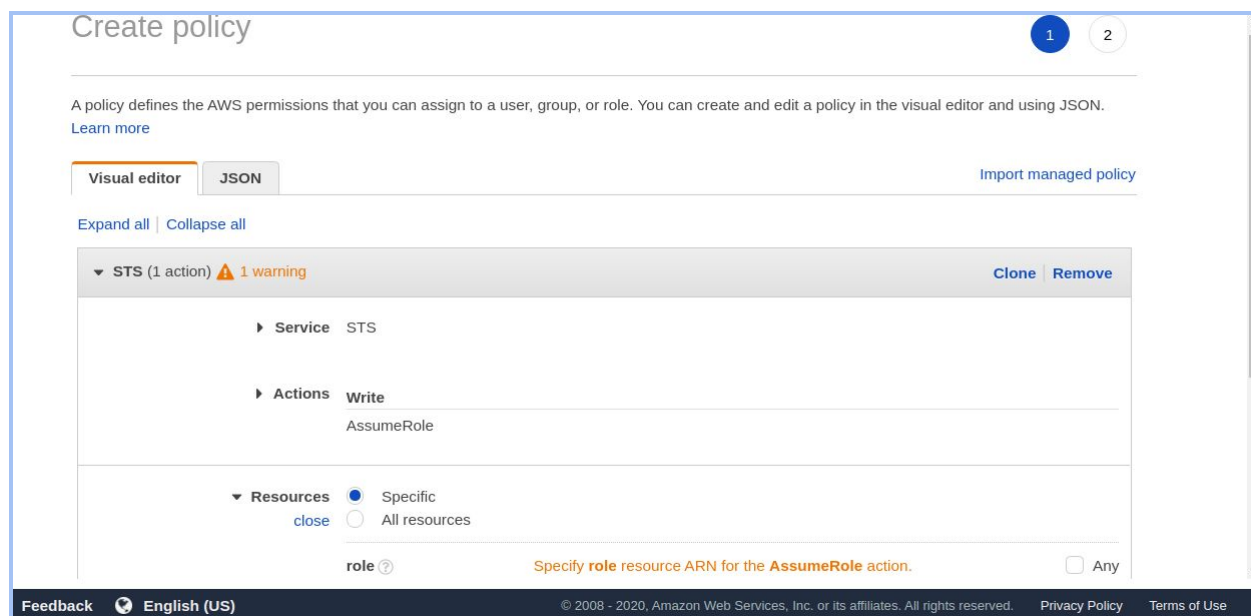 Create policy
1 2
A policy defines the AWS permissions that you can assign to a user, group, or role. You can create and edit a policy in the visual editor and using JSON.
Learn more
Visual editor JSON Import managed policy
Expand all | Collapse all
STS (1 action) 1 warning Clone | Remove
Service STS
Actions Write
AssumeRole
Resources Specific
close All resources
role ? Specify role resource ARN for the AssumeRole action. Any
Feedback English (US) © 2008 - 2020, Amazon Web Services, Inc. or its affiliates. All rights reserved. Privacy Policy Terms of Use